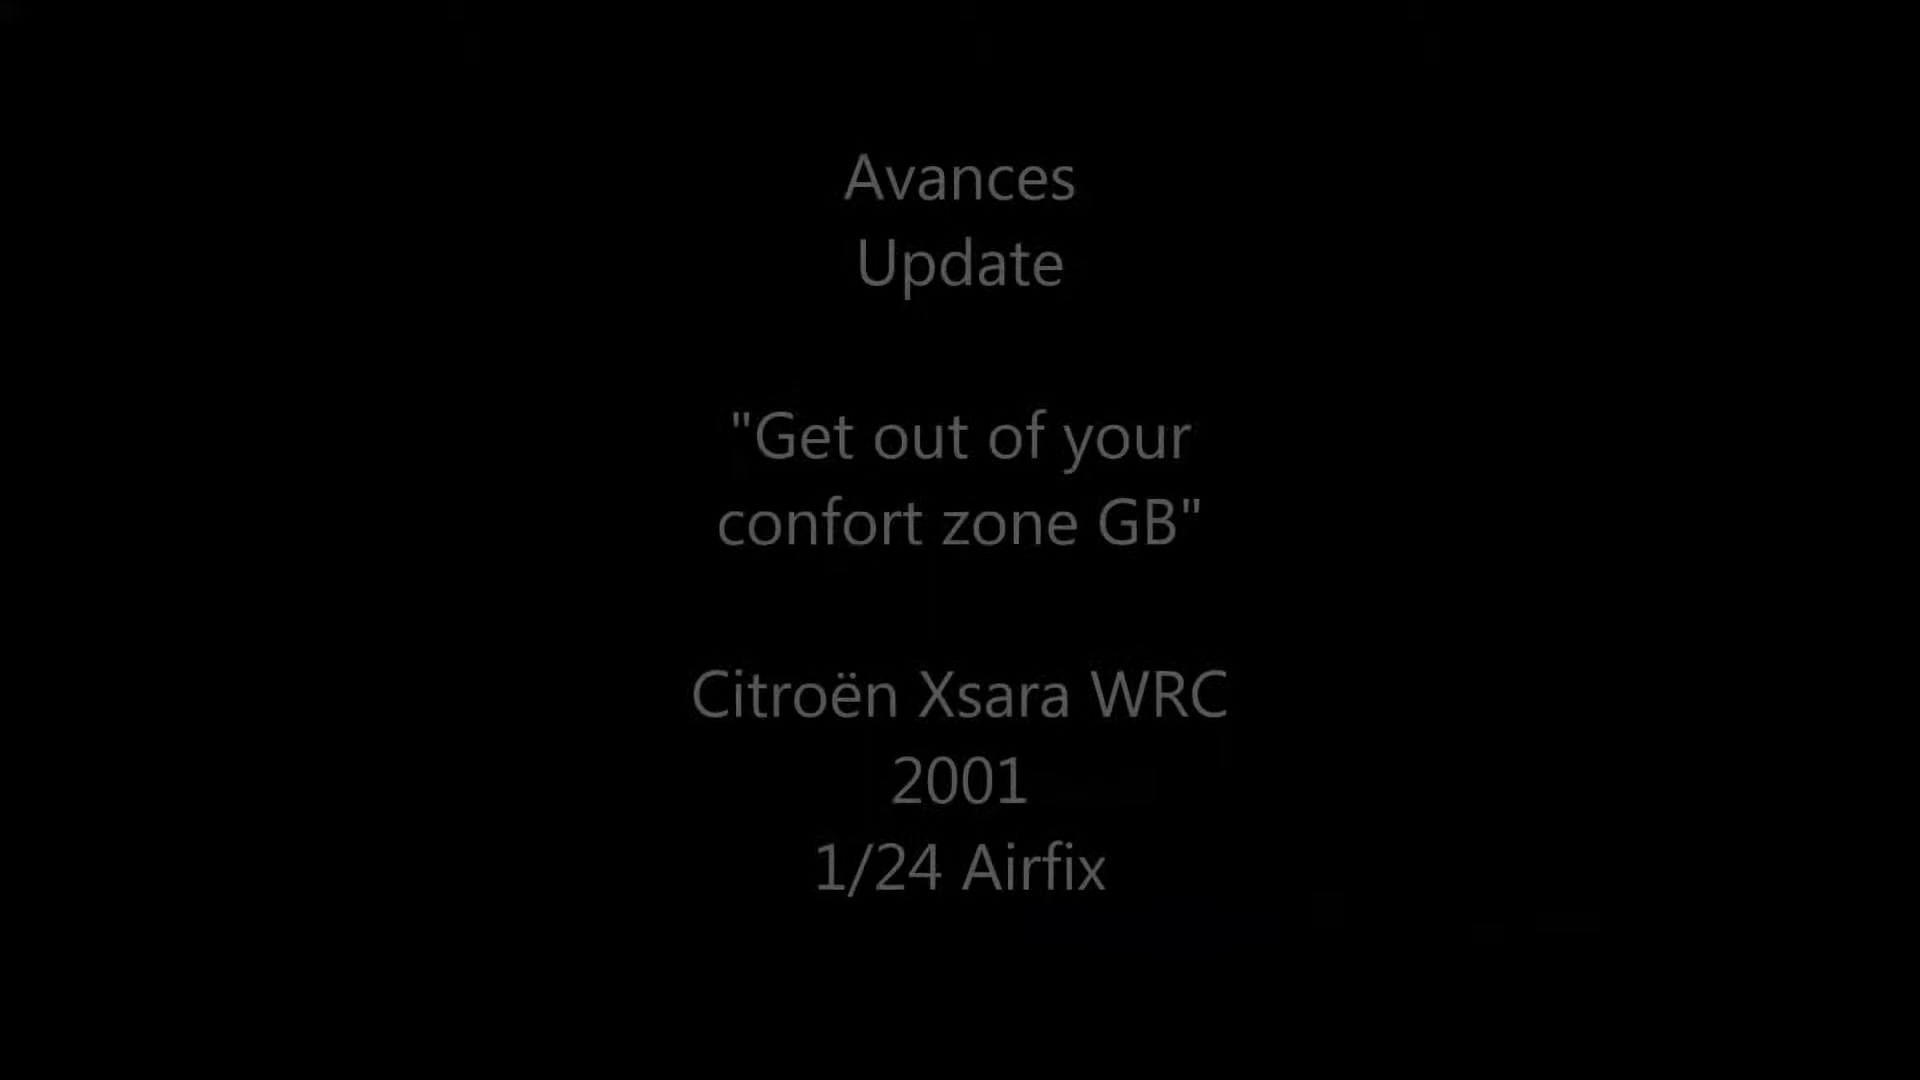 Avances
Update
"Get out of your
confort zone GB"
Citroën Xsara WRC
2001
1/24 Airfix